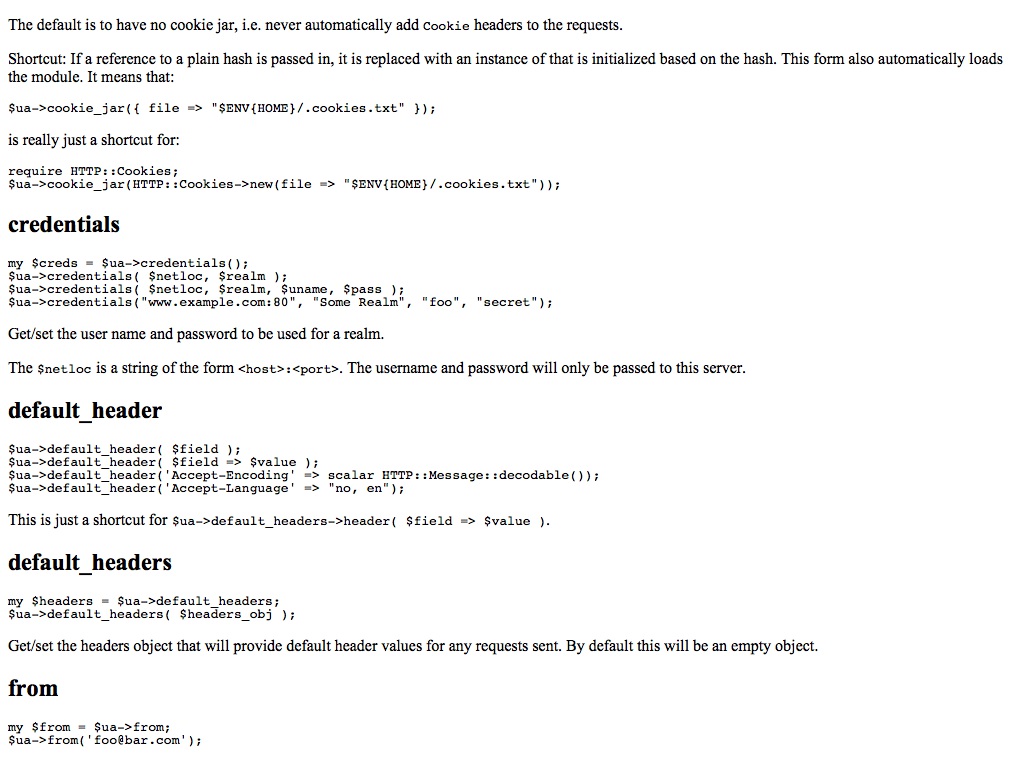 The default is to have no cookie jar, i.e. never automatically add Cookie headers to the requests.
Shortcut: If a reference to a plain hash is passed in, it is replaced with an instance of that is initialized based on the hash. This form also automatically loads
the module. It means that:
$ua->cookie_jar({ file => "$ENV{HOME}/.cookies.txt" });
is really just a shortcut for:
require HTTP::Cookies;
$ua->cookie_jar(HTTP::Cookies->new(file => "$ENV{HOME}/.cookies.txt"));
credentials
my $creds = $ua->credentials();
$ua->credentials( $netloc, $realm );
$ua->credentials( $netloc, $realm, $uname, $pass );
$ua->credentials("www.example.com:80", "Some Realm", "foo", "secret");
Get/set the user name and password to be used for a realm.
The $netloc is a string of the form <host>:<port>. The username and password will only be passed to this server.
default_header
$ua->default_header( $field );
$ua->default_header( $field => $value );
$ua->default_header('Accept-Encoding' => scalar HTTP::Message::decodable());
$ua->default_header('Accept-Language' => "no, en");
This is just a shortcut for $ua->default_headers->header( $field => $value ).
default_headers
my $headers = $ua->default_headers;
$ua->default_headers( $headers_obj );
Get/set the headers object that will provide default header values for any requests sent. By default this will be an empty object.
from
my $from = $ua->from;
$ua->from('foo@bar.com');